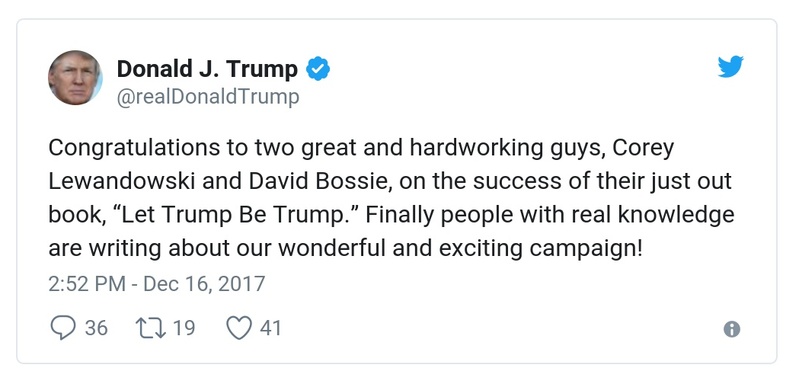 Donald J. Trump
@realDonaldTrump
Congratulations to two great and hardworking guys, Corey
Lewandowski and David Bossie, on the success of their just out
book, “Let Trump Be Trump.” Finally people with real knowledge
are writing about our wonderful and exciting campaign!
2:52 PM - Dec 16, 2017
36 19 41